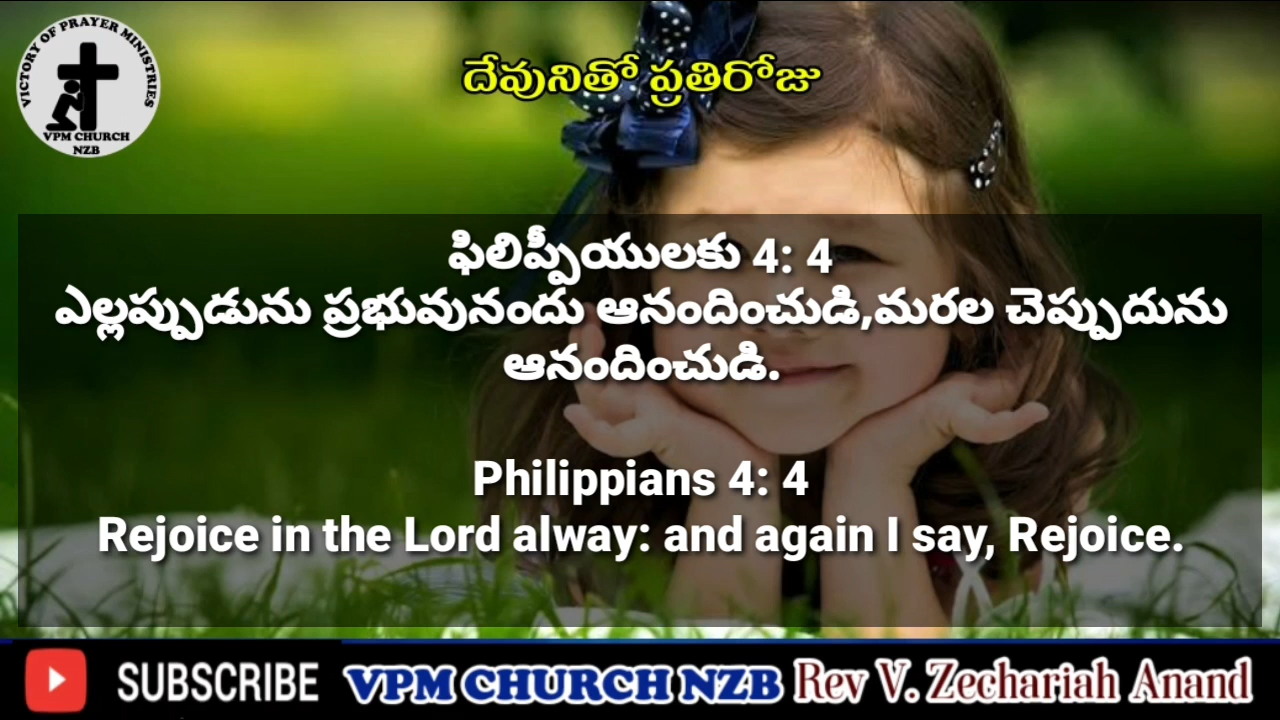 VICTORY OF PRAYER MINISTRIES
VPM CHURCH
NZB
దేవునితో ప్రతిరోజు
ఫిలిప్పీయులకు 4: 4
ఎల్లప్పుడును ప్రభువునందు ఆనందించుడి,మరల చెప్పుదును
ఆనందించుడి.
Philippians 4: 4
Rejoice in the Lord alway: and again I say, Rejoice.
SUBSCRIBE VPM CHURCH NZB Rev V. Zechariah Anand